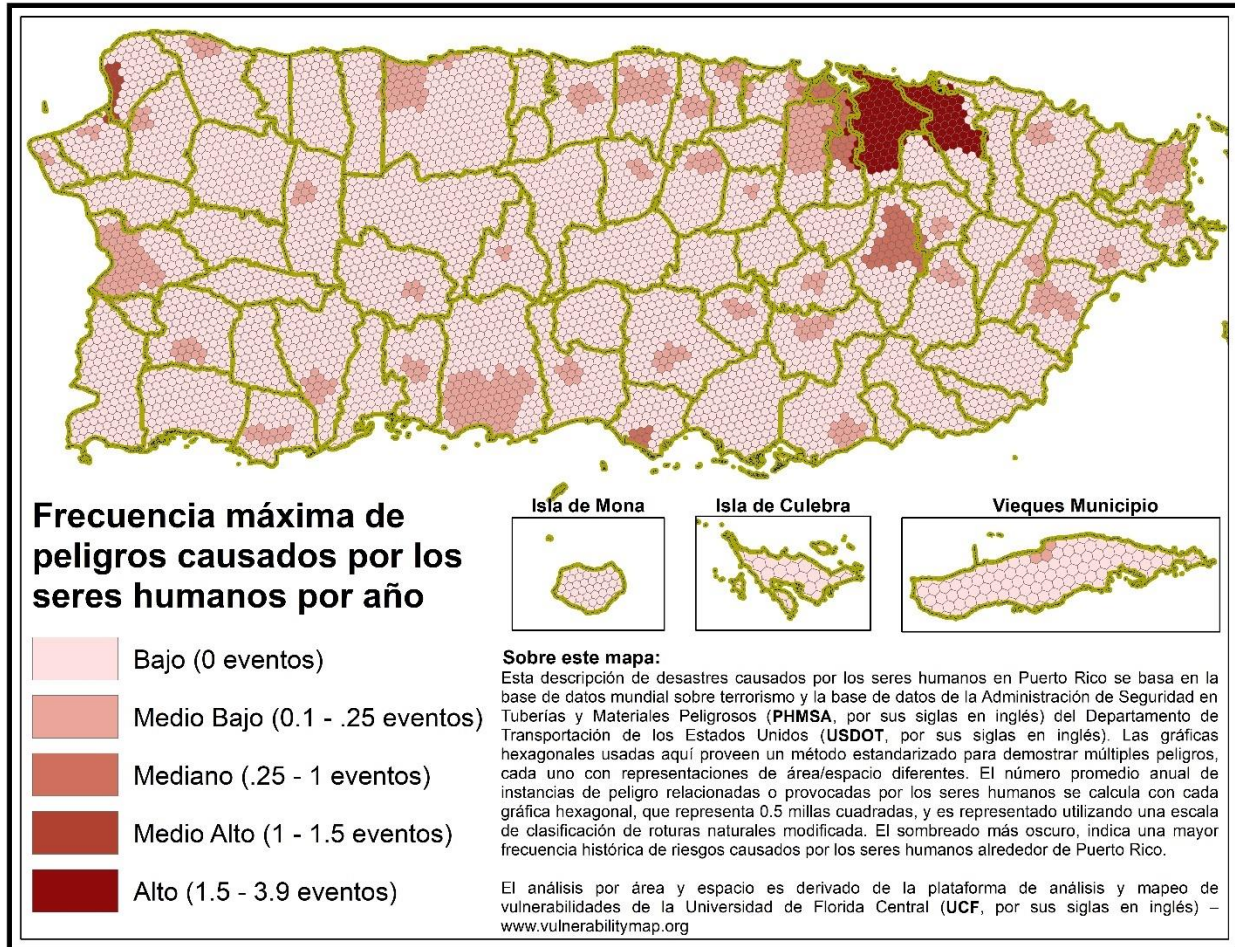 Isla de Mona
Isla de Culebra
Vieques Municipio
Frecuencia máxima de
peligros causados por los
seres humanos por año
Bajo (0 eventos)
Medio Bajo (0.1 - .25 eventos)
Mediano (.25 - 1 eventos)
Medio Alto (1 - 1.5 eventos)
Alto (1.5 - 3.9 eventos)
Sobre este mapa:
Esta descripción de desastres causados por los seres humanos en Puerto Rico se basa en la
base de datos mundial sobre terrorismo y la base de datos de la Administración de Seguridad en
Tuberías y Materiales Peligrosos (PHMSA, por sus siglas en inglés) del Departamento de
Transportación de los Estados Unidos (USDOT, por sus siglas en inglés). Las gráficas
hexagonales usadas aquí proveen un método estandarizado para demostrar múltiples peligros,
cada uno con representaciones de área/espacio diferentes. El número promedio anual de
instancias de peligro relacionadas o provocadas por los seres humanos se calcula con cada
gráfica hexagonal, que representa 0.5 millas cuadradas, y es representado utilizando una escala
de clasificación de roturas naturales modificada. El sombreado más oscuro, indica una mayor
frecuencia histórica de riesgos causados por los seres humanos alrededor de Puerto Rico.
El análisis por área y espacio es derivado de la plataforma de análisis y mapeo de
vulnerabilidades de la Universidad de Florida Central (UCF, por sus siglas en inglés) –
www.vulnerabilitymap.org